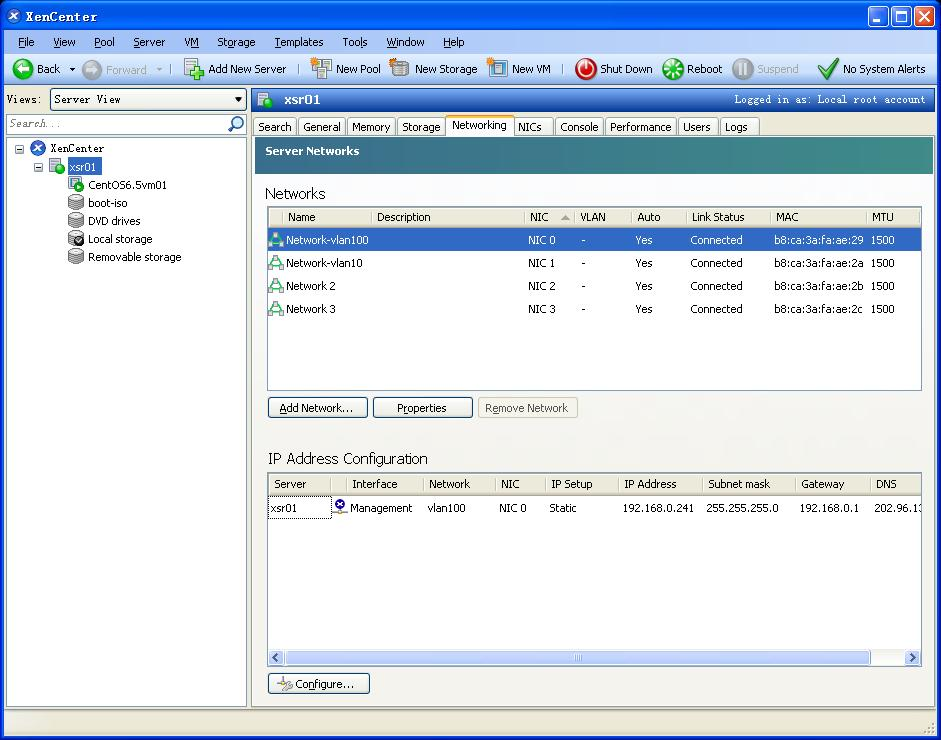 XenCenter
File View Pool Server VM Storage Templates Tools Window Help
Back Forward Add New Server New Pool New Storage New VM Shut Down Reboot Suspend No System Alerts
Views: Server View
Search...
XenCenter
xsr01
CentOS6.5vm01
boot-iso
DVD drives
Local storage
Removable storage
xsr01 Logged in as: Local root account
Search General Memory Storage Networking NICs Console Performance Users Logs
Server Networks
Networks
Name Description NIC VLAN Auto Link Status MAC MTU
Network-vlan100 NIC 0 - Yes Connected b8:ca:3a:fa:ae:29 1500
Network-vlan10 NIC 1 - Yes Connected b8:ca:3a:fa:ae:2a 1500
Network 2 NIC 2 - Yes Connected b8:ca:3a:fa:ae:2b 1500
Network 3 NIC 3 - Yes Connected b8:ca:3a:fa:ae:2c 1500
Add Network... Properties Remove Network
IP Address Configuration
Server Interface Network NIC IP Setup IP Address Subnet mask Gateway DNS
xsr01 Management vlan100 NIC 0 Static 192.168.0.241 255.255.255.0 192.168.0.1
Configure...